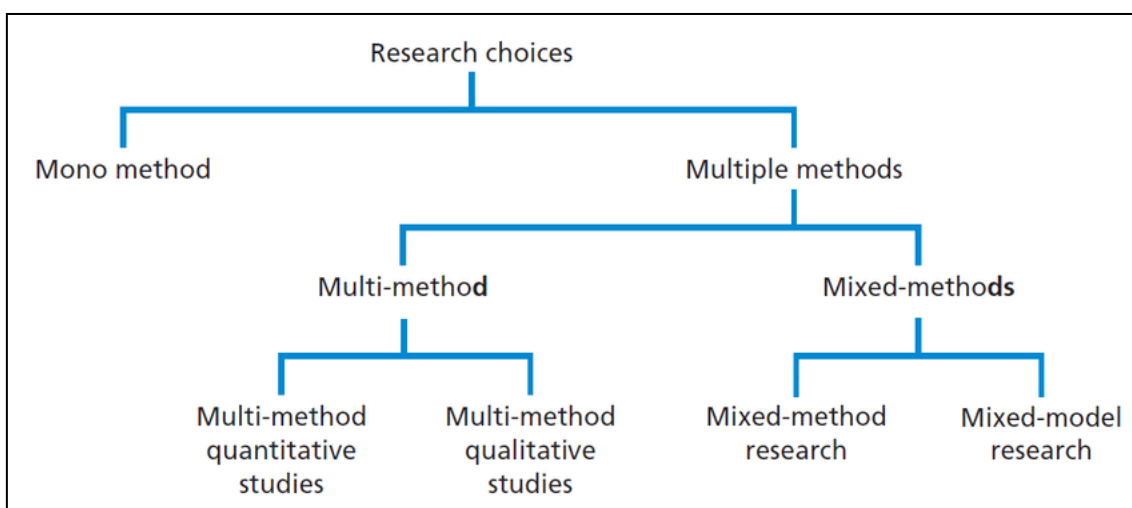 Research choices
Mono method
Multiple methods
Multi-method
Mixed-methods
Multi-method
quantitative
studies
Multi-method
qualitative
studies
Mixed-method
research
Mixed-model
research